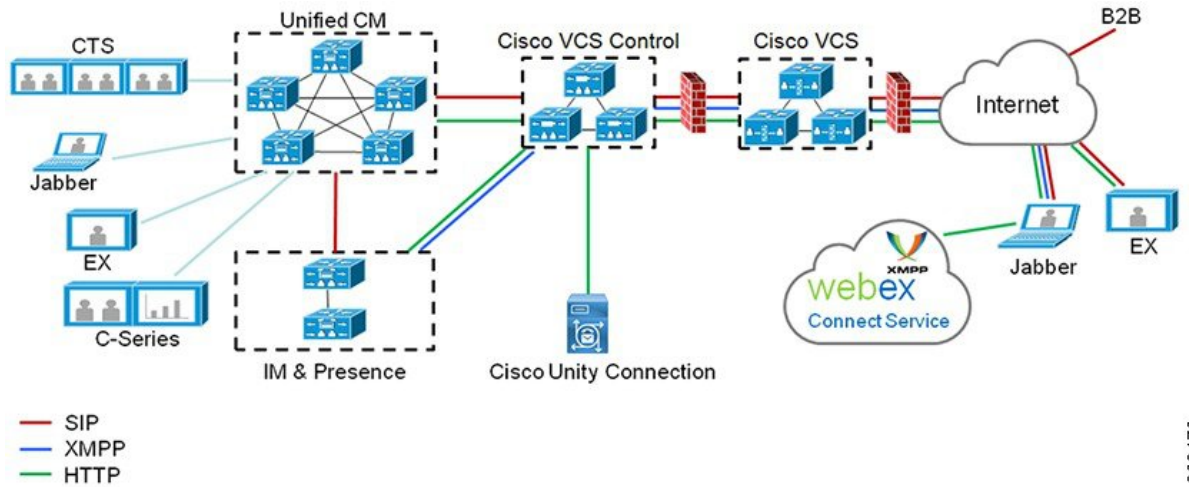 Unified CM
CTS
Cisco VCS Control
Cisco VCS
B2B
Internet
Jabber
EX
C-Series
IM & Presence
Cisco Unity Connection
XMPP
webex
Connect Service
Jabber
EX
SIP
XMPP
HTTP